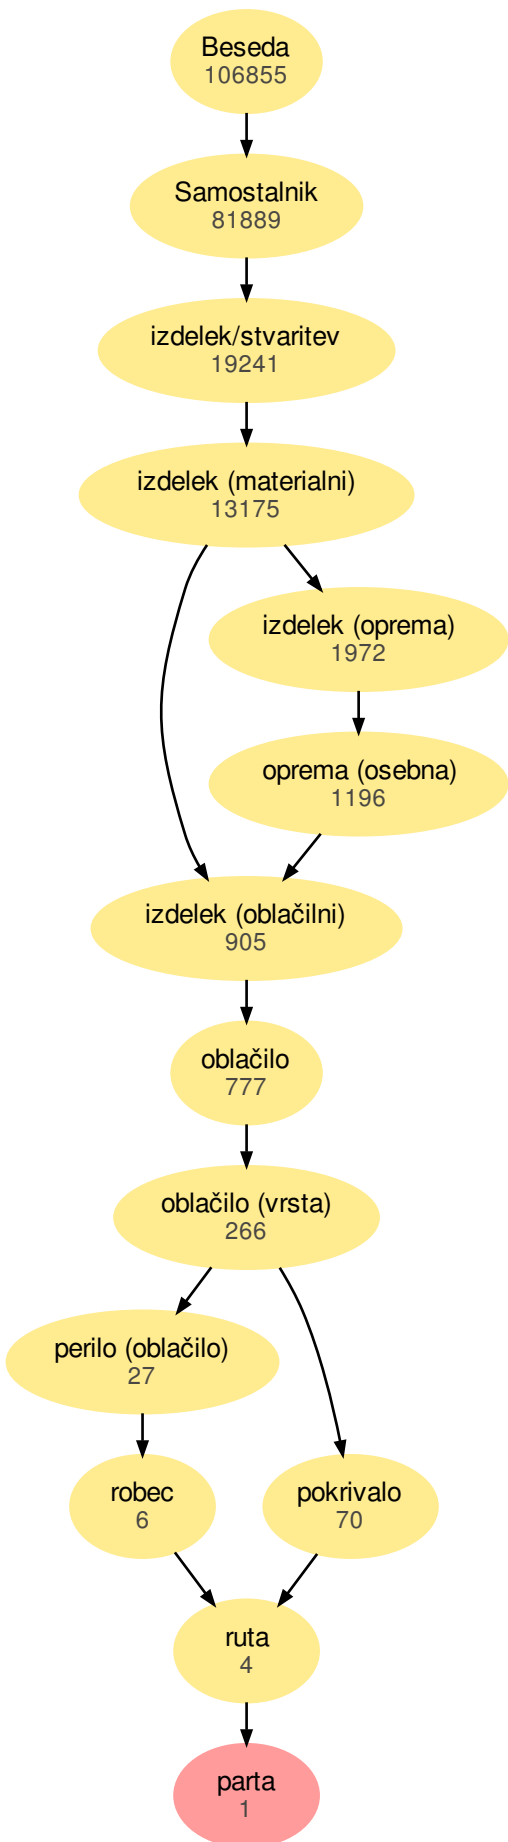 Beseda
106855
Samostalnik
81889
izdelek/stvaritev
19241
izdelek (materialni)
13175
izdelek (oprema)
1972
oprema (osebna)
1196
izdelek (oblačilni)
905
oblačilo
777
oblačilo (vrsta)
266
perilo (oblačilo)
27
robec
6
pokrivalo
70
ruta
4
parta
1